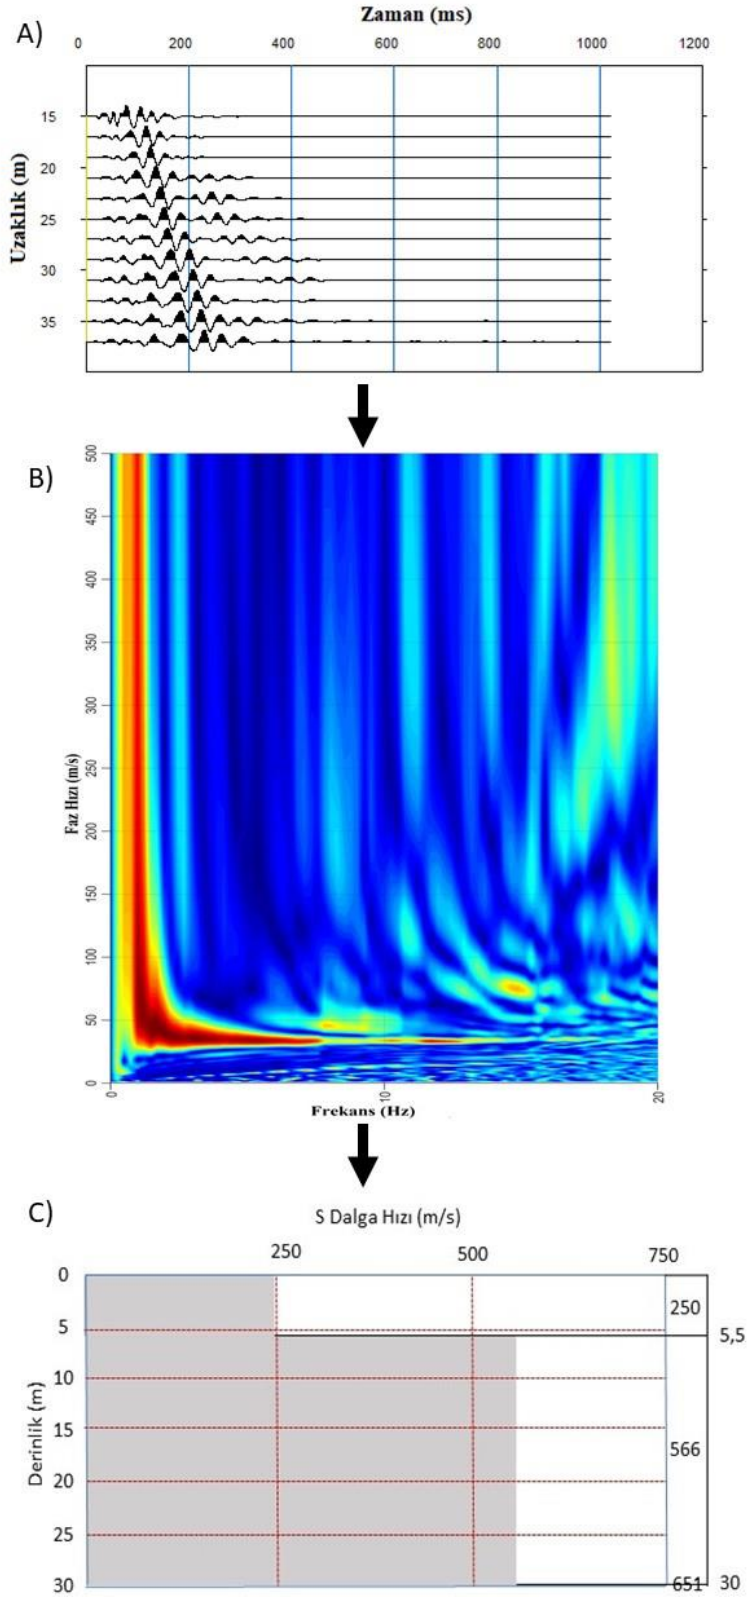 Zaman (ms)
A)
0 200 400 600 800 1000 1200
Uzaklık (m)
15
20
25
30
35
B)
Faz Hızı (m/s)
500
450
400
350
300
250
200
150
100
50
0
0 10 20
Frekans (Hz)
C)
S Dalga Hızı (m/s)
250 500 750
Derinlik (m)
0
250
5
5,5
10
15
566
20
25
30
651 30